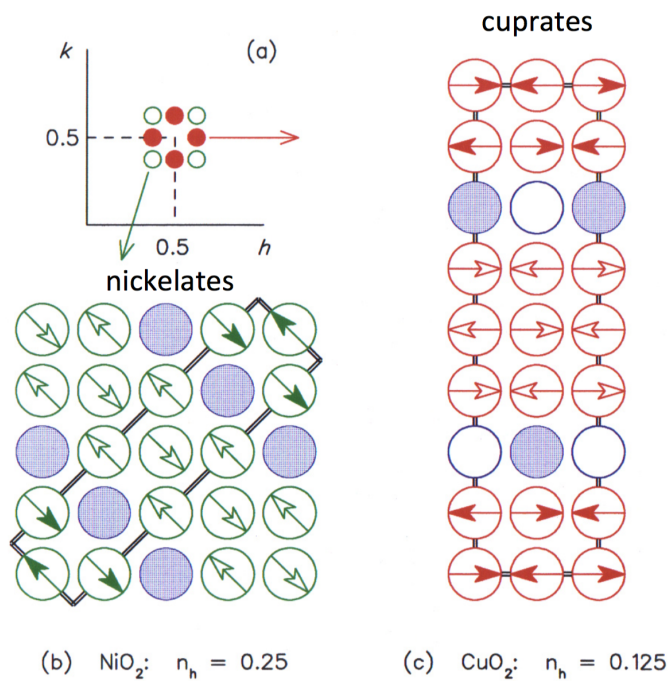 cuprates
k
(a)
0.5
0.5
h
nickelates
(b) NiO₂: nₕ = 0.25
(c) CuO₂: nₕ = 0.125